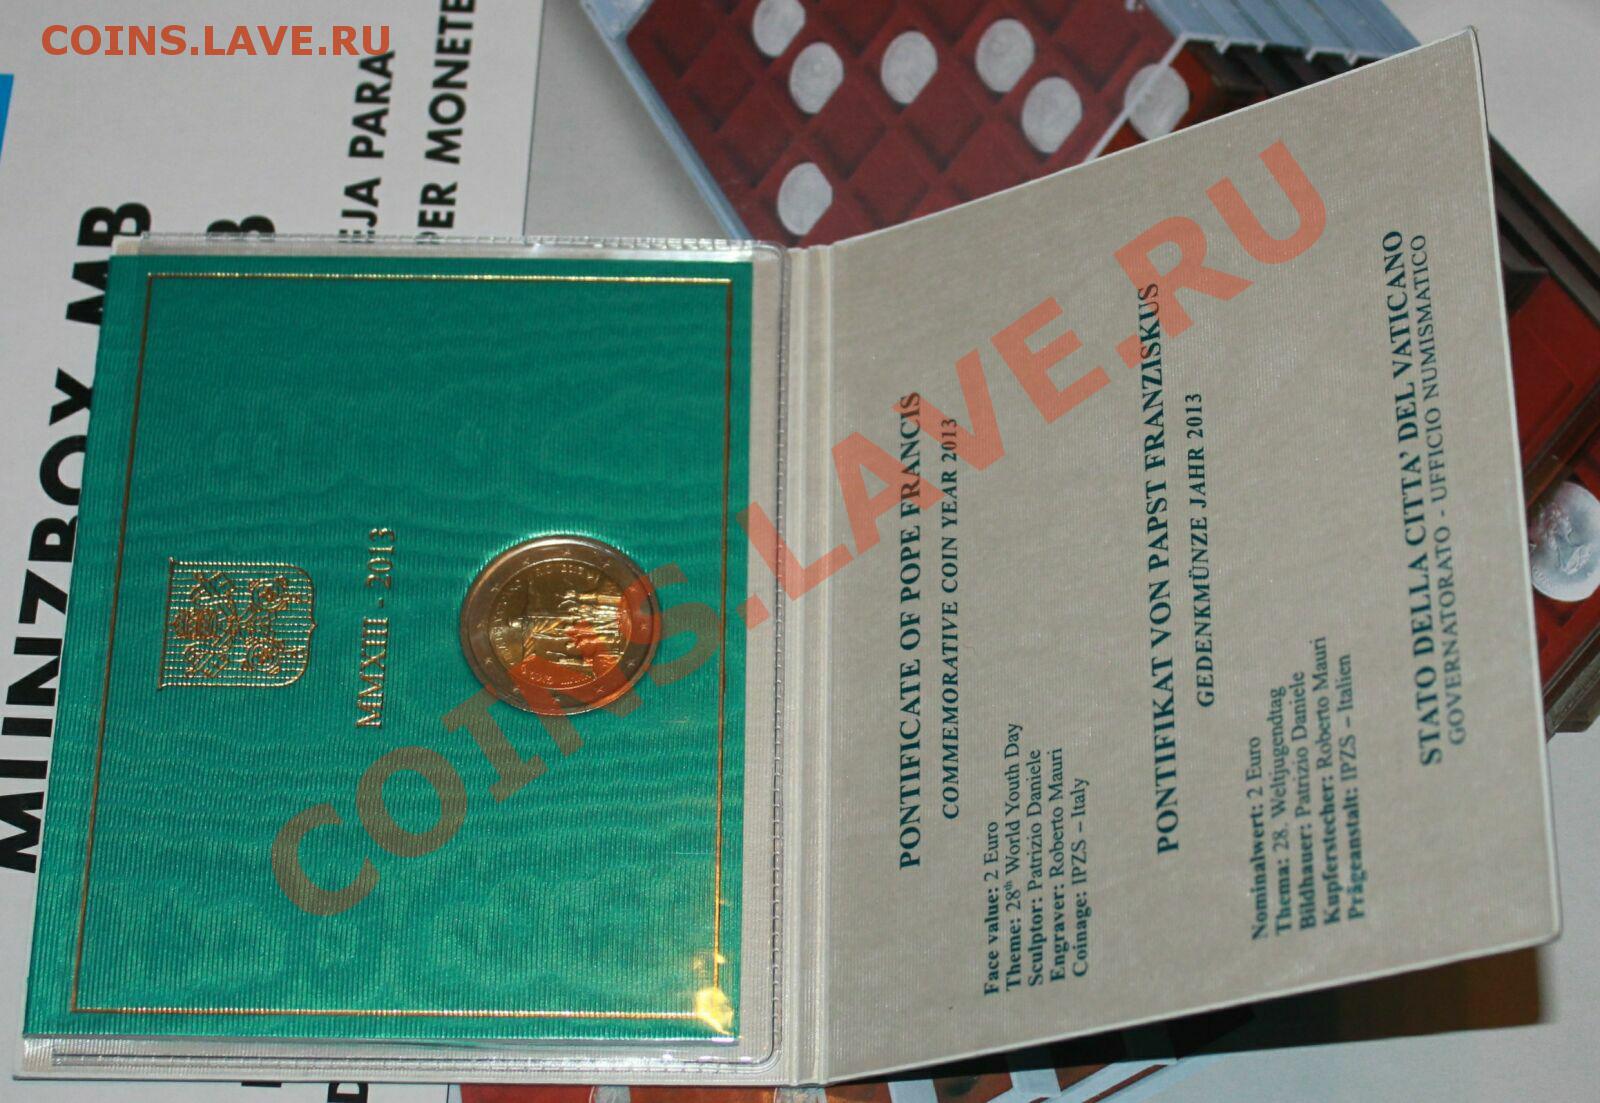 COINS.LAVE.RU
MÜNZBOX MB
EJA PARA
PER MONETE
MMXIII - 2013
PONTIFICATE OF POPE FRANCIS
COMMEMORATIVE COIN YEAR 2013
Face value: 2 Euro
Theme: 28th World Youth Day
Sculptor: Patrizio Daniele
Engraver: Roberto Mauri
Coinage: IPZS – Italy
PONTIFIKAT VON PAPST FRANZISKUS
GEDENKMÜNZE JAHR 2013
Nominalwert: 2 Euro
Thema: 28. Weltjugendtag
Bildhauer: Patrizio Daniele
Kupferstecher: Roberto Mauri
Prägeanstalt: IPZS – Italien
STATO DELLA CITTA' DEL VATICANO
GOVERNATORATO - UFFICIO NUMISMATICO
COINS.LAVE.RU